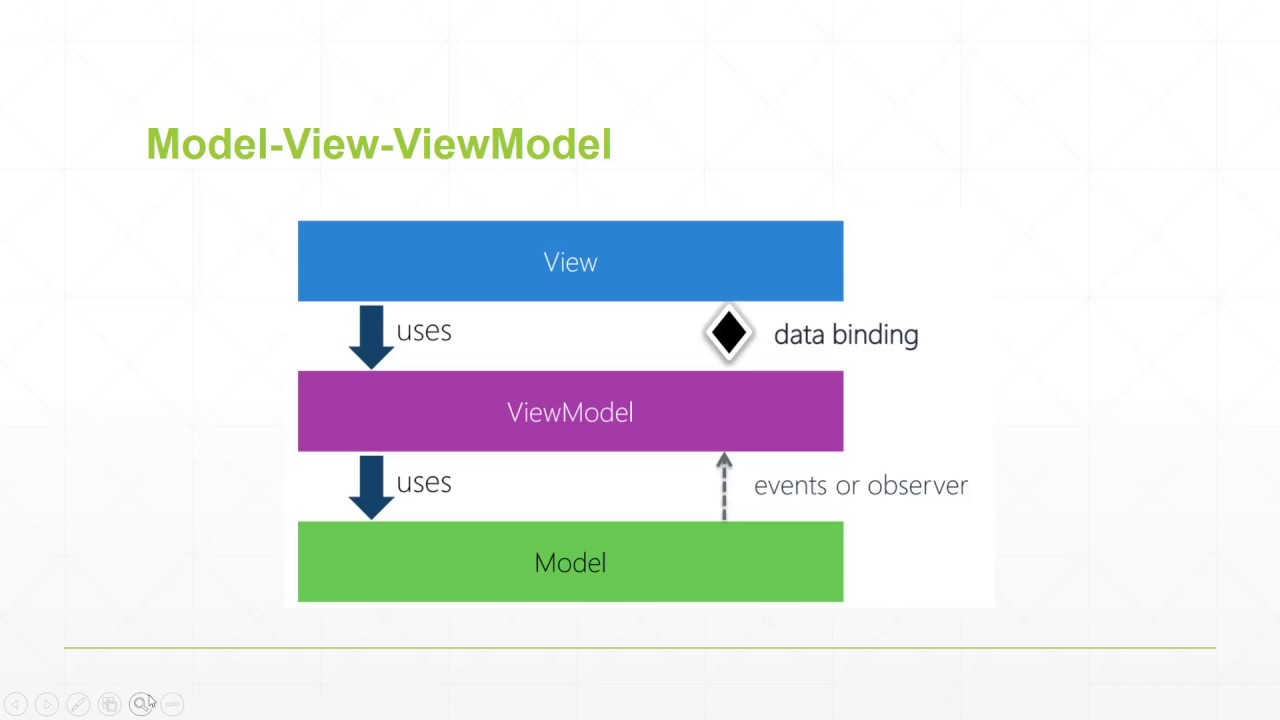 Model-View-ViewModel
View
uses
data binding
ViewModel
uses
events or observer
Model